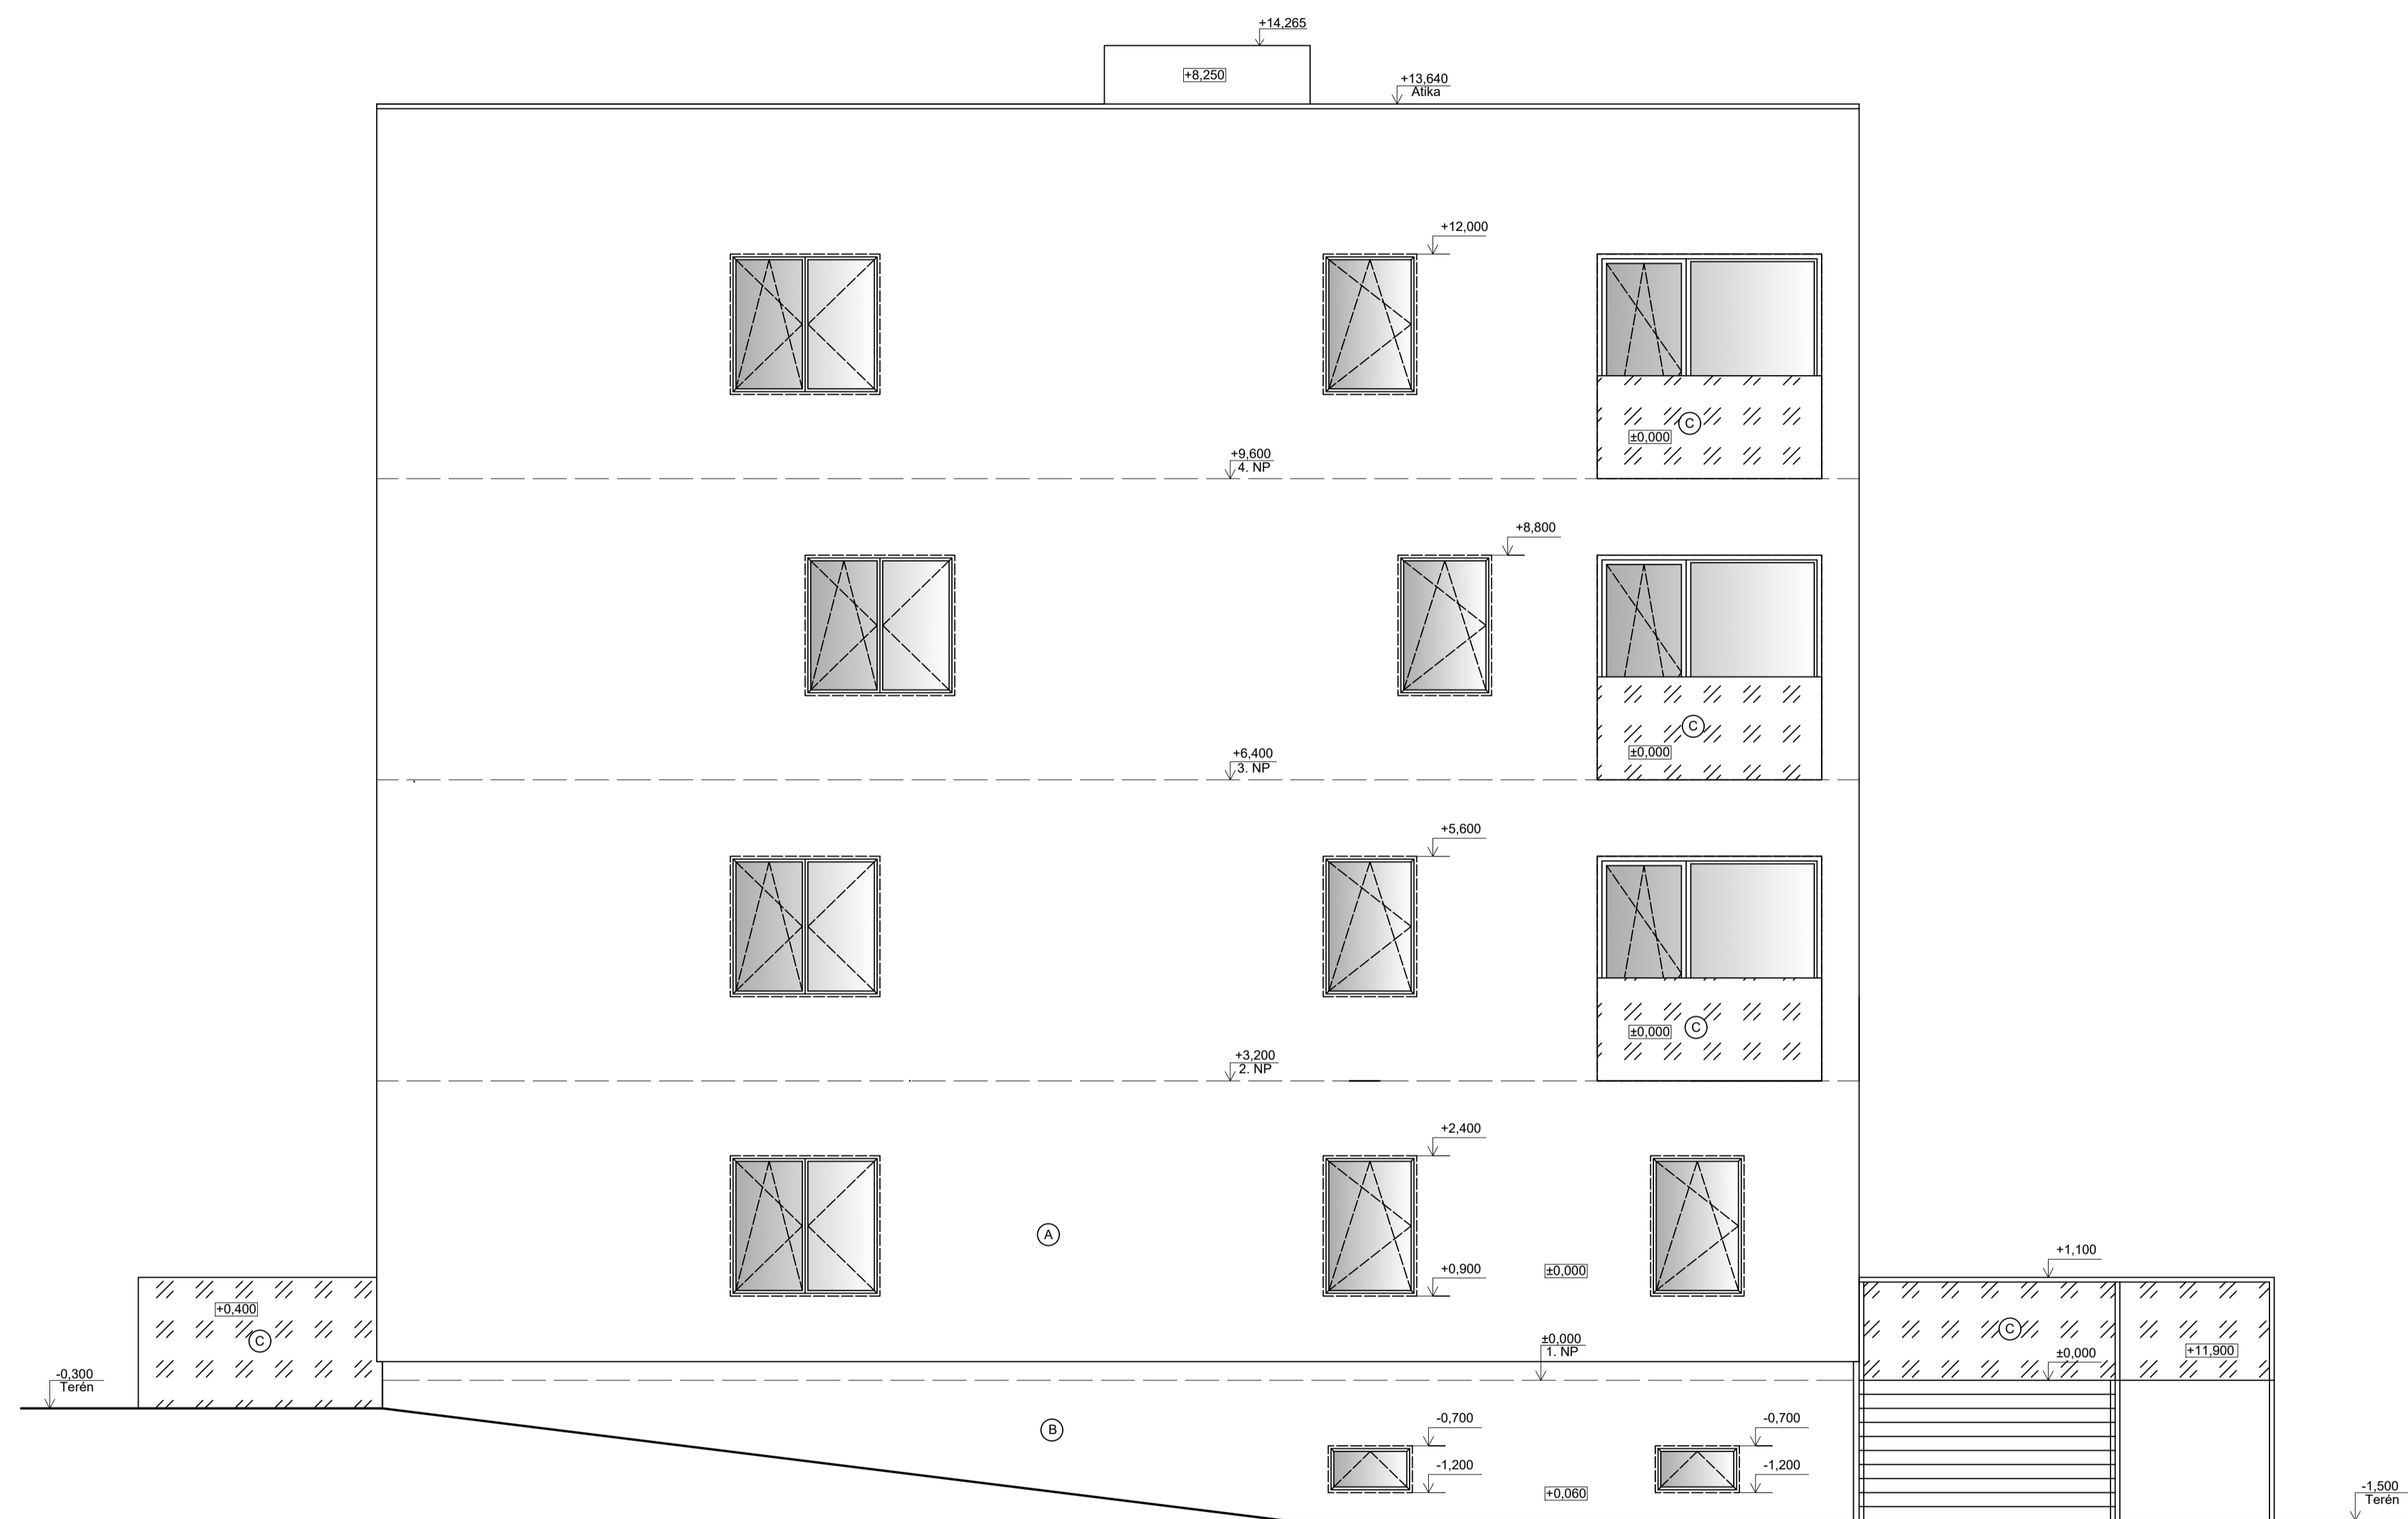 +14,265
+8,250
+13,640
Atika
+12,000
C
±0,000
+9,600
4. NP
+8,800
C
±0,000
+6,400
3. NP
+5,600
C
±0,000
+3,200
2. NP
+2,400
A
+0,900
±0,000
+1,100
+0,400
C
C
±0,000
1. NP
±0,000
+11,900
-0,300
Terén
B
-0,700
-0,700
-1,200
-1,200
+0,060
-1,500
Terén